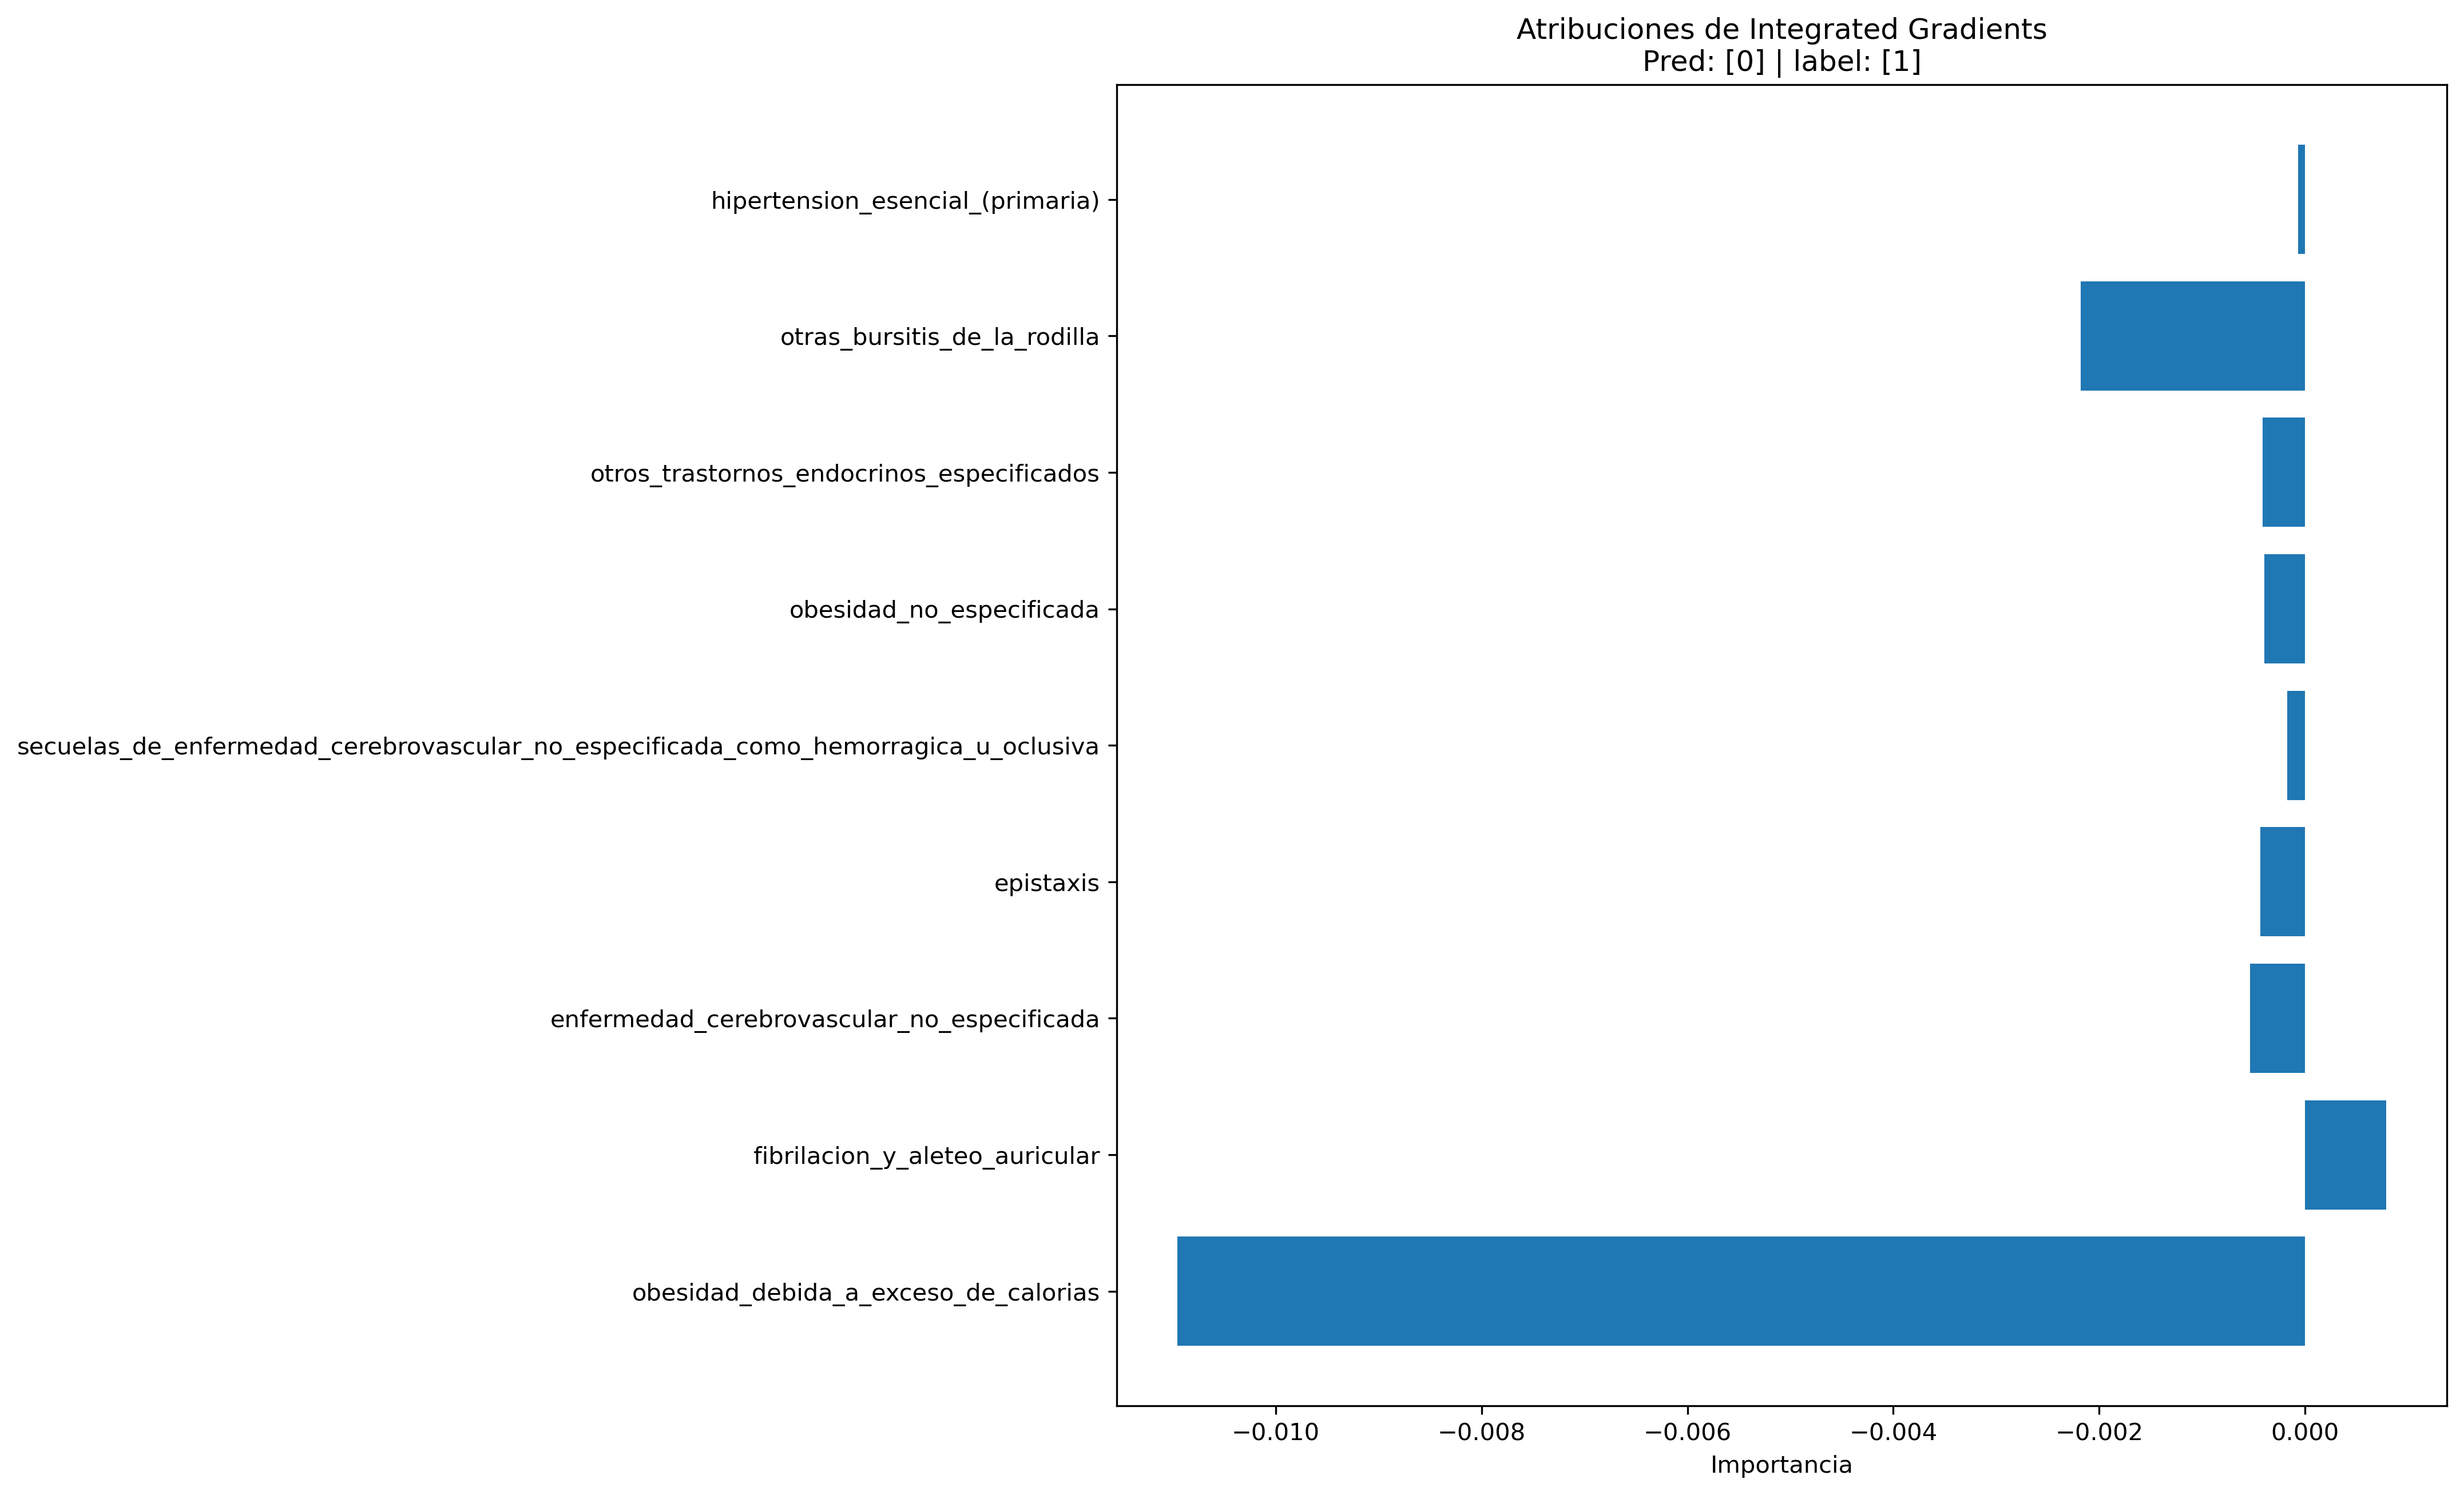 Atribuciones de Integrated Gradients
Pred: [0] | label: [1]
hipertension_esencial_(primaria)
otras_bursitis_de_la_rodilla
otros_trastornos_endocrinos_especificados
obesidad_no_especificada
secuelas_de_enfermedad_cerebrovascular_no_especificada_como_hemorragica_u_oclusiva
epistaxis
enfermedad_cerebrovascular_no_especificada
fibrilacion_y_aleteo_auricular
obesidad_debida_a_exceso_de_calorias
−0.010 −0.008 −0.006 −0.004 −0.002 0.000
Importancia